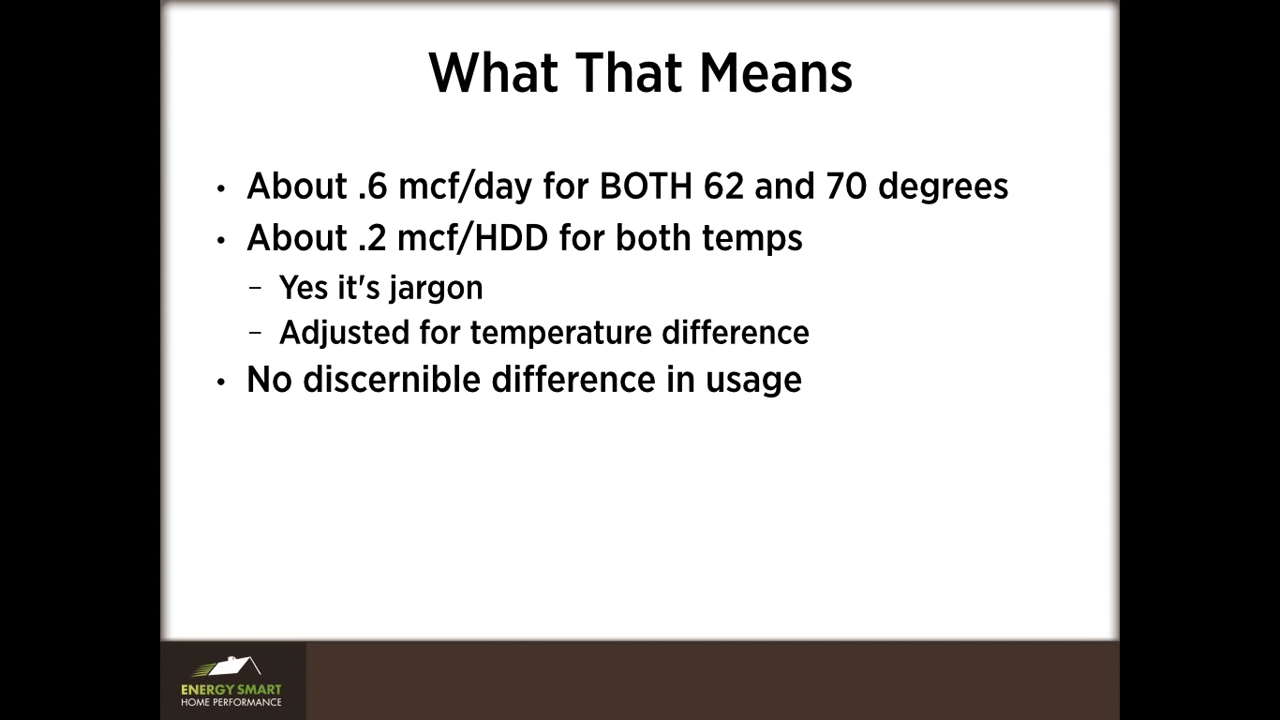 What That Means
• About .6 mcf/day for BOTH 62 and 70 degrees
• About .2 mcf/HDD for both temps
– Yes it's jargon
– Adjusted for temperature difference
• No discernible difference in usage
ENERGY SMART
HOME PERFORMANCE